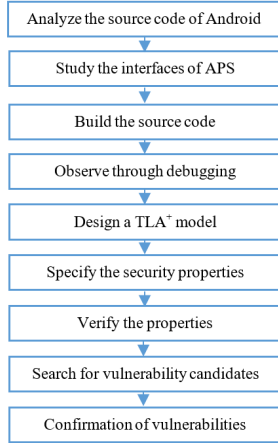 Analyze the source code of Android
Study the interfaces of APS
Build the source code
Observe through debugging
Design a TLA⁺ model
Specify the security properties
Verify the properties
Search for vulnerability candidates
Confirmation of vulnerabilities